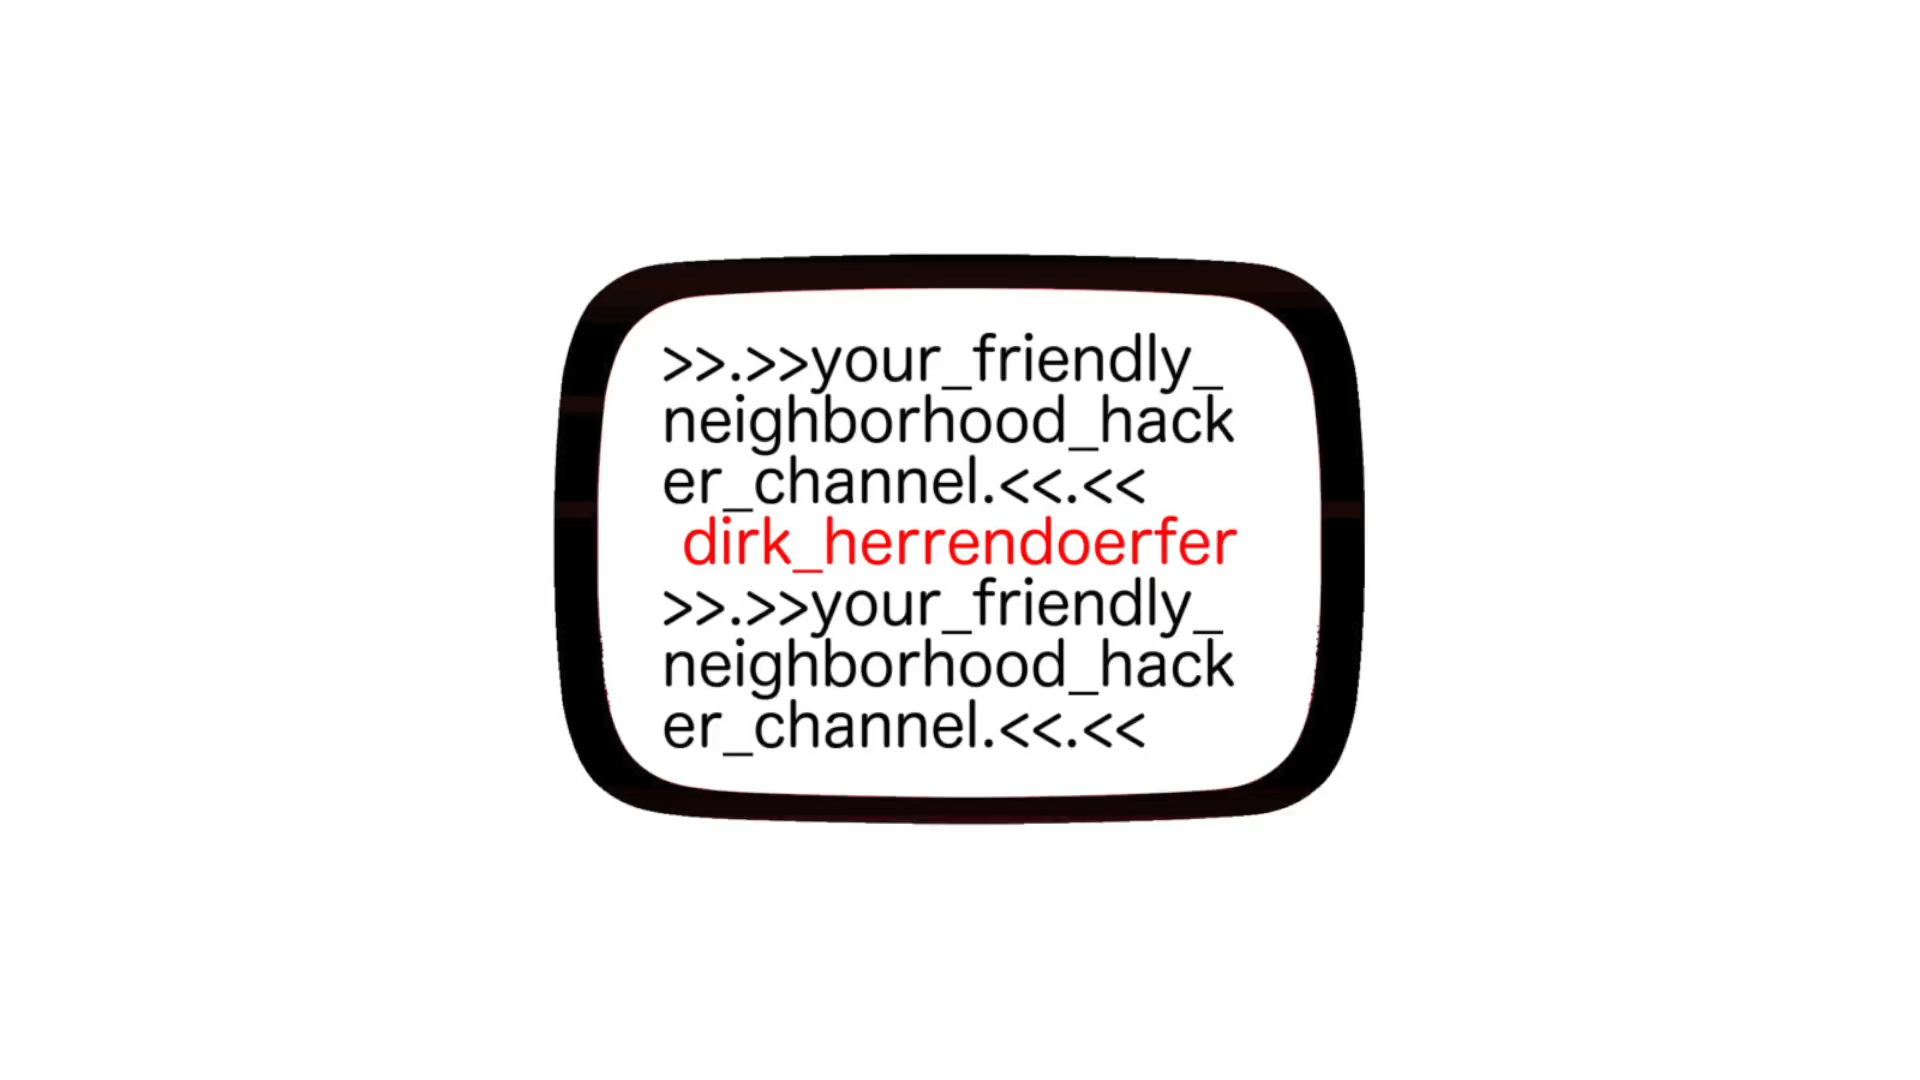 >>.>>your_friendly_
neighborhood_hack
er_channel.<<.<<
dirk_herrendoerfer
>>.>>your_friendly_
neighborhood_hack
er_channel.<<.<<